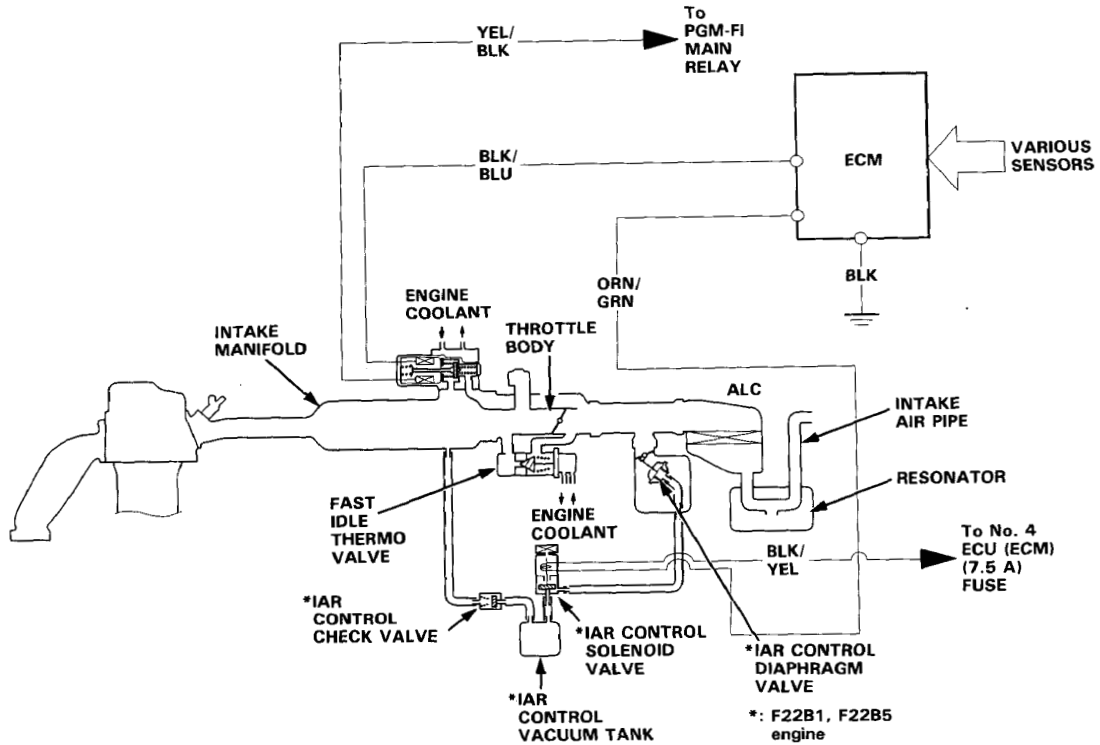 To
PGM-FI
MAIN
RELAY
YEL/
BLK
BLK/
BLU
ECM
VARIOUS
SENSORS
ORN/
GRN
BLK
ENGINE
COOLANT
INTAKE
MANIFOLD
THROTTLE
BODY
ALC
INTAKE
AIR PIPE
RESONATOR
FAST
IDLE
THERMO
VALVE
ENGINE
COOLANT
BLK/
YEL
To No. 4
ECU (ECM)
(7.5 A)
FUSE
*IAR
CONTROL
CHECK VALVE
*IAR CONTROL
SOLENOID
VALVE
*IAR CONTROL
DIAPHRAGM
VALVE
*IAR
CONTROL
VACUUM TANK
*: F22B1, F22B5
engine